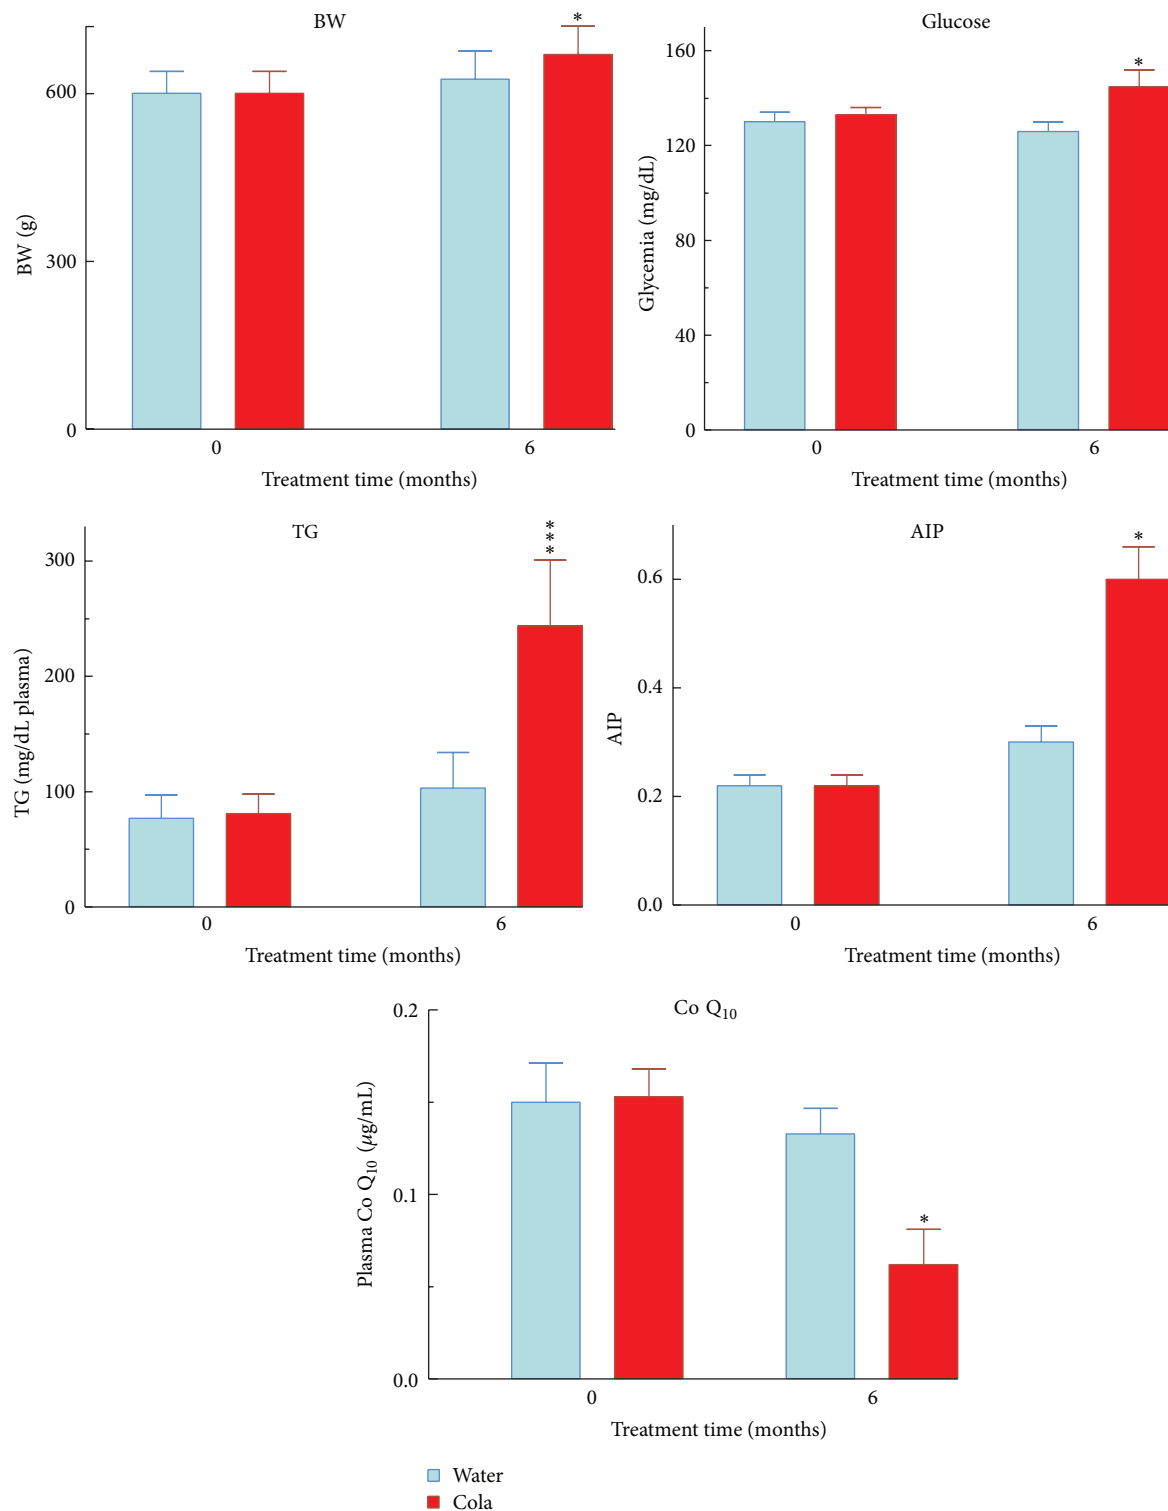 BW
*
600
300
0
BW (g)
0
6
Treatment time (months)
Glucose
*
160
120
80
40
0
Glycemia (mg/dL)
0
6
Treatment time (months)
TG
***
300
200
100
0
TG (mg/dL plasma)
0
6
Treatment time (months)
AIP
*
0.6
0.4
0.2
0.0
AIP
0
6
Treatment time (months)
Co Q10
0.2
0.1
0.0
*
Plasma Co Q10 (μg/mL)
0
6
Treatment time (months)
Water
Cola